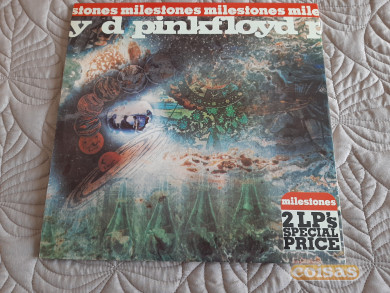 stones milestones milestones mile
y d pinkfloyd p
milestones
2 LP's
SPECIAL
PRICE
coisas